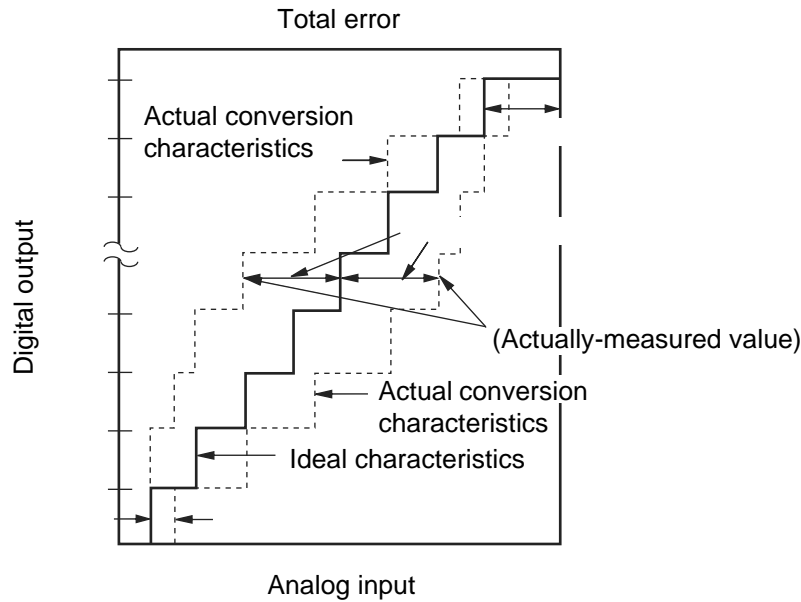 Total error
Actual conversion
characteristics
Digital output
(Actually-measured value)
Actual conversion
characteristics
Ideal characteristics
Analog input